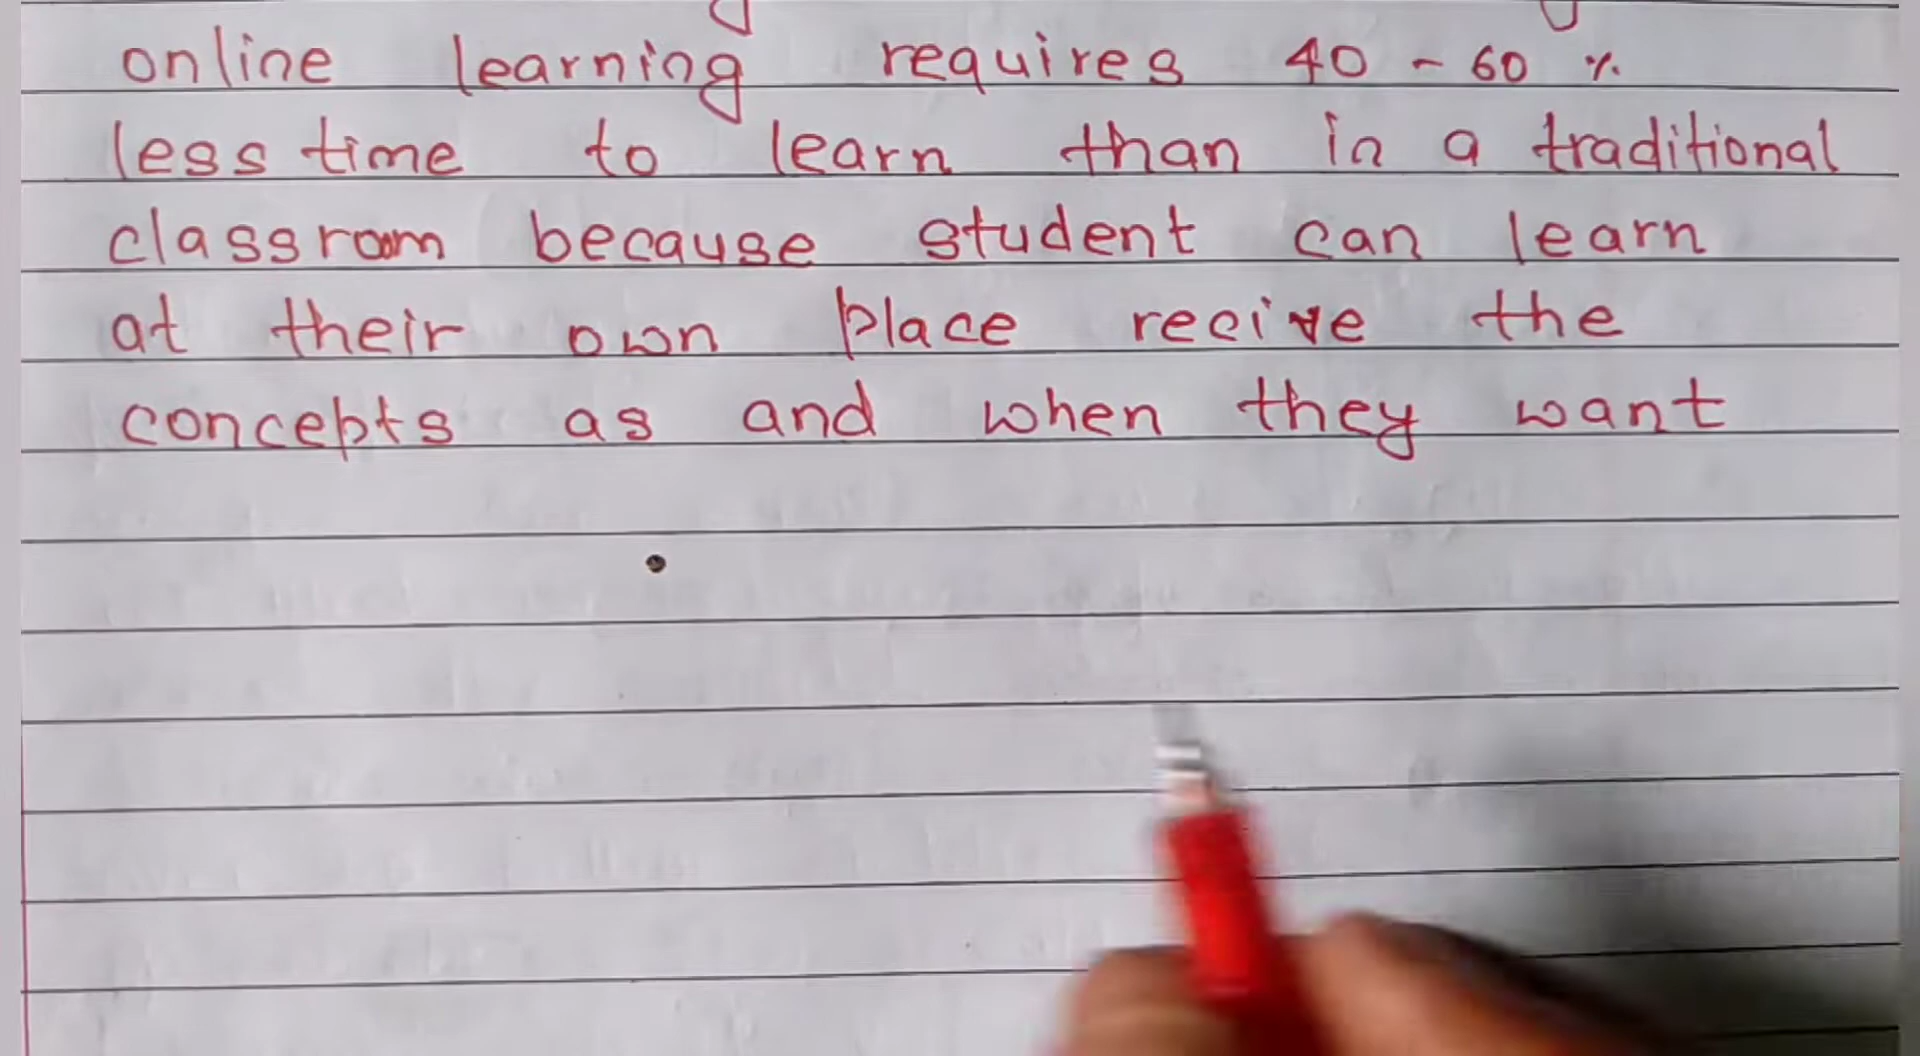 online learning requires 40 - 60 %
less time to learn than in a traditional
classroom because student can learn
at their own place recive the
concepts as and when they want